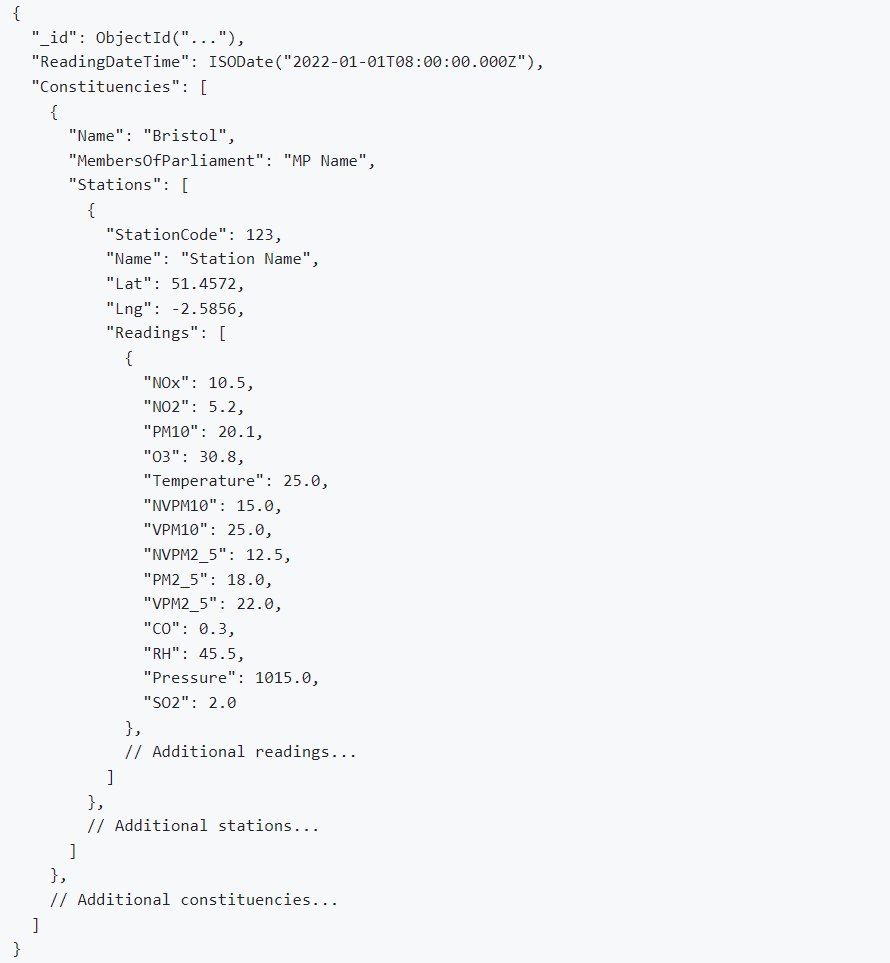 {
  "_id": ObjectId("..."),
  "ReadingDateTime": ISODate("2022-01-01T08:00:00.000Z"),
  "Constituencies": [
    {
      "Name": "Bristol",
      "MembersOfParliament": "MP Name",
      "Stations": [
        {
          "StationCode": 123,
          "Name": "Station Name",
          "Lat": 51.4572,
          "Lng": -2.5856,
          "Readings": [
            {
              "NOx": 10.5,
              "NO2": 5.2,
              "PM10": 20.1,
              "O3": 30.8,
              "Temperature": 25.0,
              "NVPM10": 15.0,
              "VPM10": 25.0,
              "NVPM2_5": 12.5,
              "PM2_5": 18.0,
              "VPM2_5": 22.0,
              "CO": 0.3,
              "RH": 45.5,
              "Pressure": 1015.0,
              "SO2": 2.0
            },
            // Additional readings...
          ]
        },
        // Additional stations...
      ]
    },
    // Additional constituencies...
  ]
}